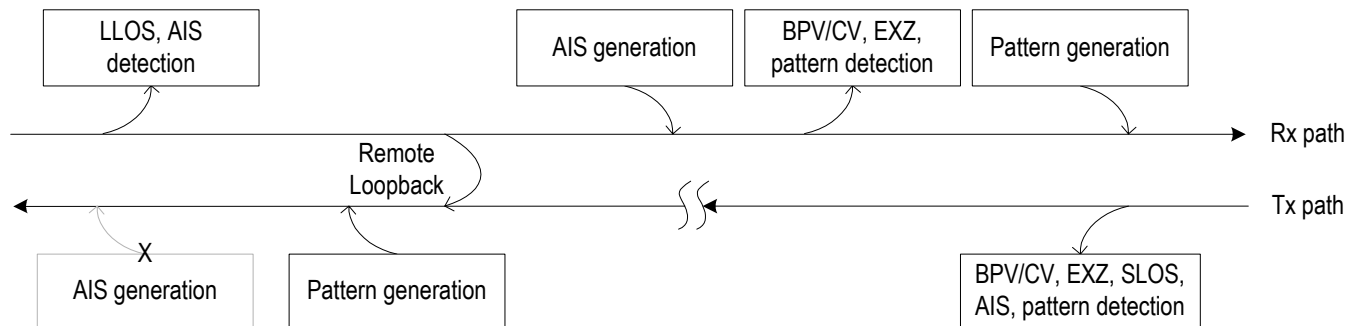 LLOS, AIS
detection
AIS generation
BPV/CV, EXZ,
pattern detection
Pattern generation
Rx path
Remote
Loopback
Tx path
X
AIS generation
Pattern generation
BPV/CV, EXZ, SLOS,
AIS, pattern detection